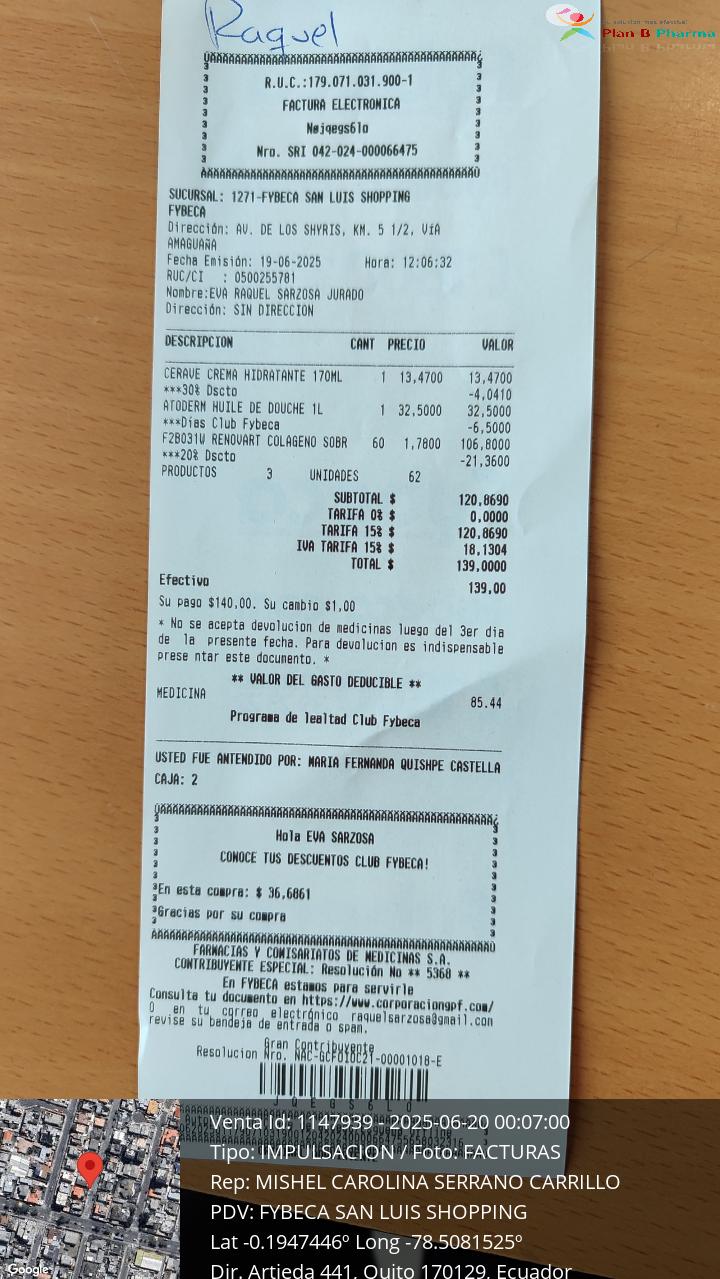 Raquel
Tu solución más efectiva!
Plan B Pharma
R.U.C.:179.071.031.900-1
FACTURA ELECTRONICA
Nøjqegs6lo
Nro. SRI 042-024-000066475
SUCURSAL: 1271-FYBECA SAN LUIS SHOPPING
FYBECA
Dirección: AV. DE LOS SHYRIS, KM. 5 1/2, VÍA
AMAGUAÑA
Fecha Emisión: 19-06-2025 Hora: 12:06:32
RUC/CI : 0500255781
Nombre:EVA RAQUEL SARZOSA JURADO
Dirección: SIN DIRECCION
DESCRIPCION CANT PRECIO VALOR
CERAVE CREMA HIDRATANTE 170ML 1 13,4700 13,4700
***30% Dscto -4,0410
ATODERM HUILE DE DOUCHE 1L 1 32,5000 32,5000
***Días Club Fybeca -6,5000
F2B031W RENOVART COLAGENO SOBR 60 1,7800 106,8000
***20% Dscto -21,3600
PRODUCTOS 3 UNIDADES 62
SUBTOTAL $ 120,8690
TARIFA 0% $ 0,0000
TARIFA 15% $ 120,8690
IVA TARIFA 15% $ 18,1304
TOTAL $ 139,0000
Efectivo 139,00
Su pago $140,00. Su cambio $1,00
* No se acepta devolucion de medicinas luego del 3er dia
de la presente fecha. Para devolucion es indispensable
prese ntar este documento. *
** VALOR DEL GASTO DEDUCIBLE **
MEDICINA 85.44
Programa de lealtad Club Fybeca
USTED FUE ANTENDIDO POR: MARIA FERNANDA QUISHPE CASTELLA
CAJA: 2
Hola EVA SARZOSA
CONOCE TUS DESCUENTOS CLUB FYBECA!
En esta compra: $ 36,6861
Gracias por su compra
FARMACIAS Y COMISARIATOS DE MEDICINAS S.A.
CONTRIBUYENTE ESPECIAL: Resolución No ** 5368 **
En FYBECA estamos para servirle
Consulta tu documento en https://www.corporaciongpf.com/
O en tu correo electrónico raquelsarzosa@gmail.com
revise su bandeja de entrada o spam.
Gran Contribuyente
Resolucion Nro. NAC-GCFOIOC21-00001018-E
JQEGS6LO
Venta Id: 1147939 - 2025-06-20 00:07:00
Tipo: IMPULSACION / Foto: FACTURAS
Rep: MISHEL CAROLINA SERRANO CARRILLO
PDV: FYBECA SAN LUIS SHOPPING
Lat -0.1947446º Long -78.5081525º
Dir. Artieda 441, Quito 170129, Ecuador
Google